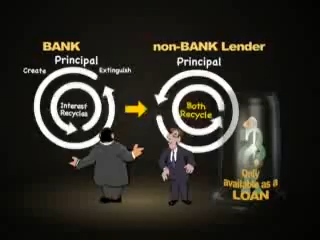 BANK
Principal
Create
Extinguish
Interest
Recycles
non-BANK Lender
Principal
Both
Recycle
Only
available as a
LOAN